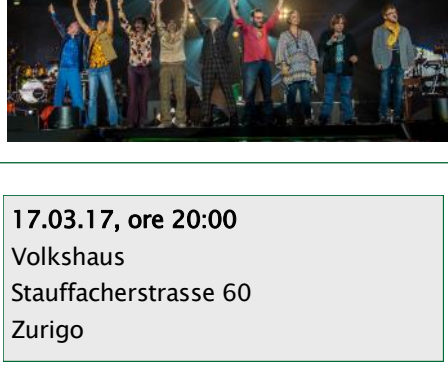 17.03.17, ore 20:00
Volkshaus
Stauffacherstrasse 60
Zurigo